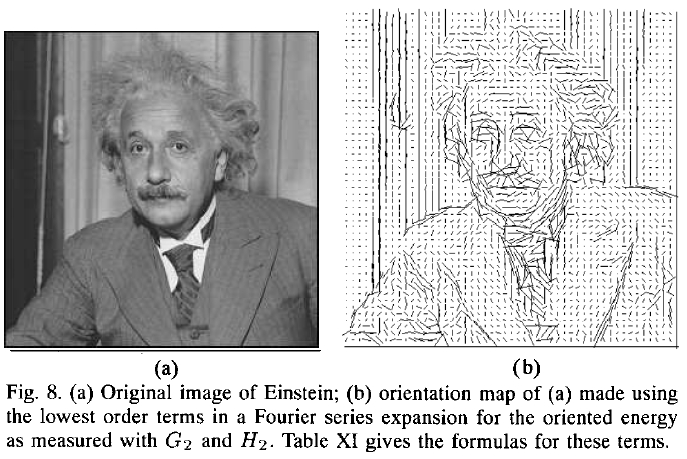 (a)
(b)
Fig. 8. (a) Original image of Einstein; (b) orientation map of (a) made using
the lowest order terms in a Fourier series expansion for the oriented energy
as measured with G₂ and H₂. Table XI gives the formulas for these terms.